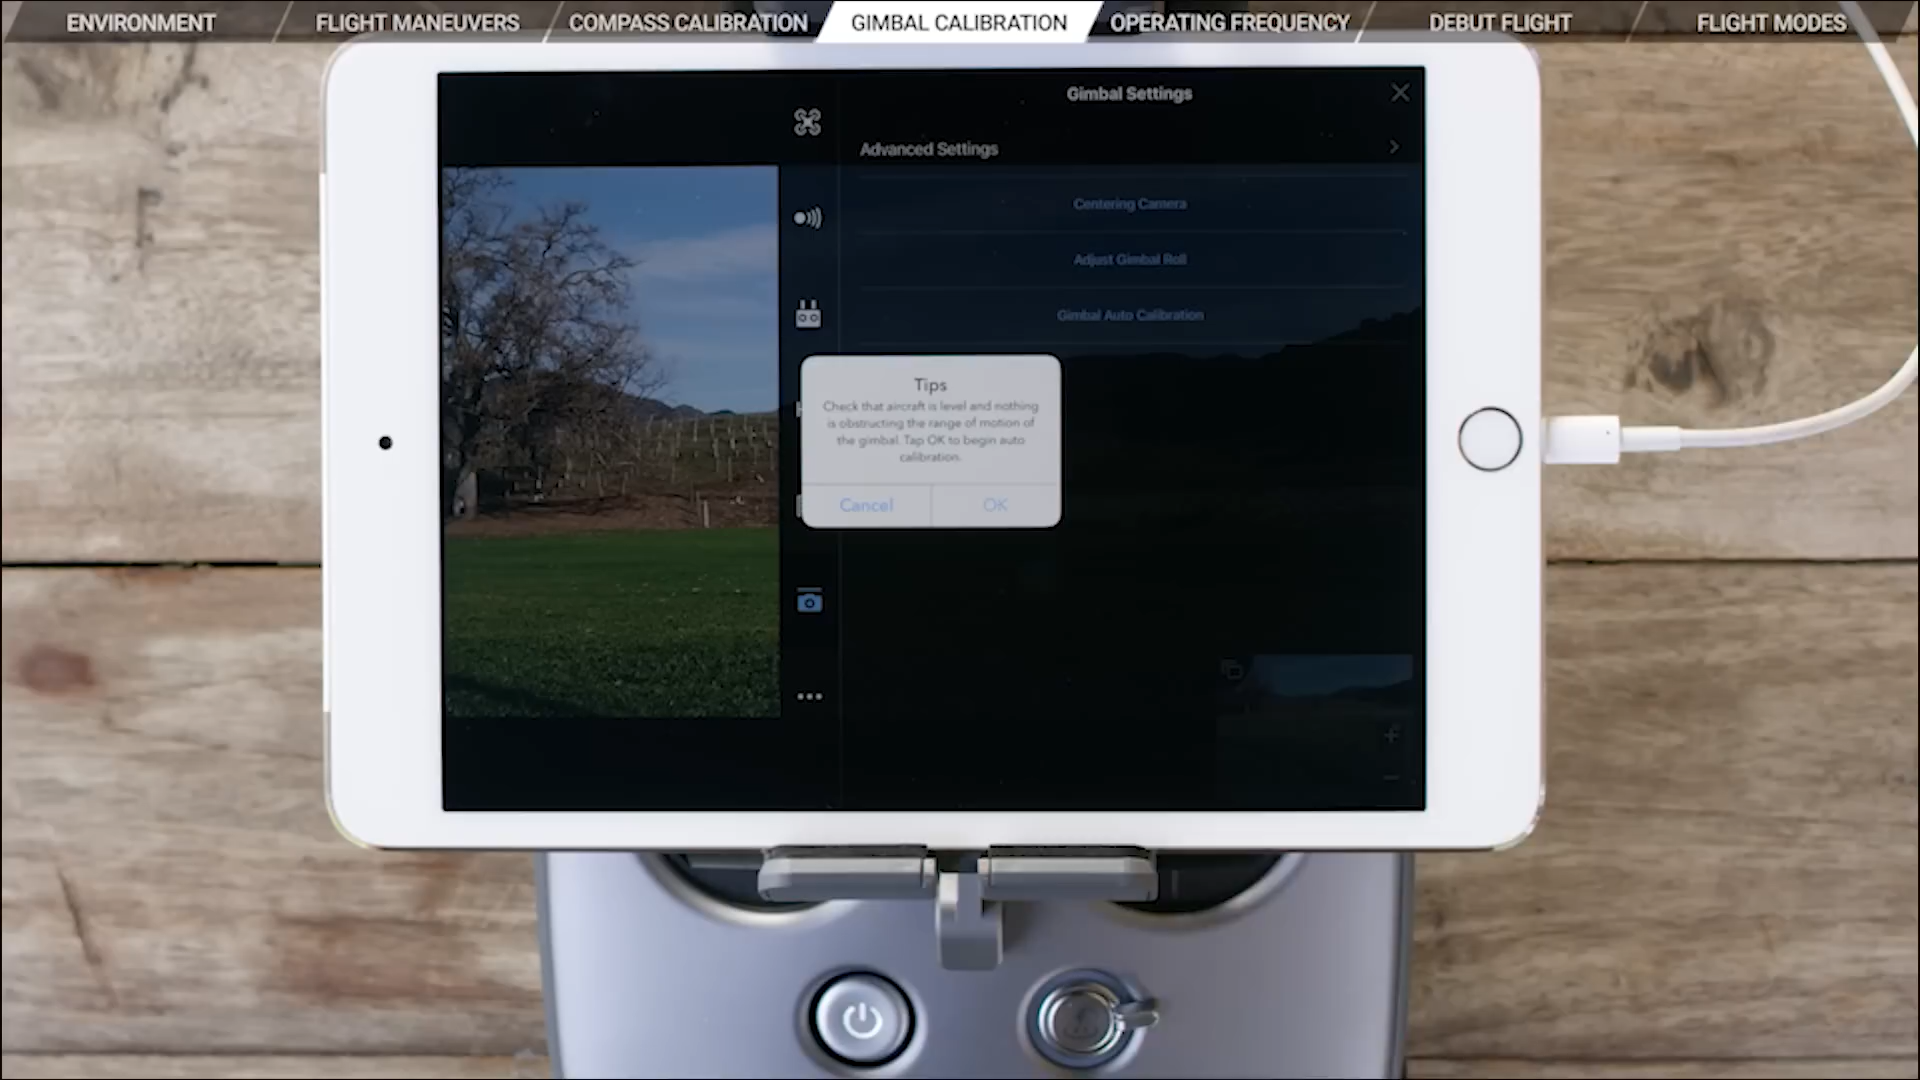 ENVIRONMENT
FLIGHT MANEUVERS
COMPASS CALIBRATION
GIMBAL CALIBRATION
OPERATING FREQUENCY
DEBUT FLIGHT
FLIGHT MODES
Gimbal Settings
Advanced Settings
Centering Camera
Adjust Gimbal Roll
Gimbal Auto Calibration
Tips
Check that aircraft is level and nothing
is obstructing the range of motion of
the gimbal. Tap OK to begin auto
calibration.
Cancel
OK